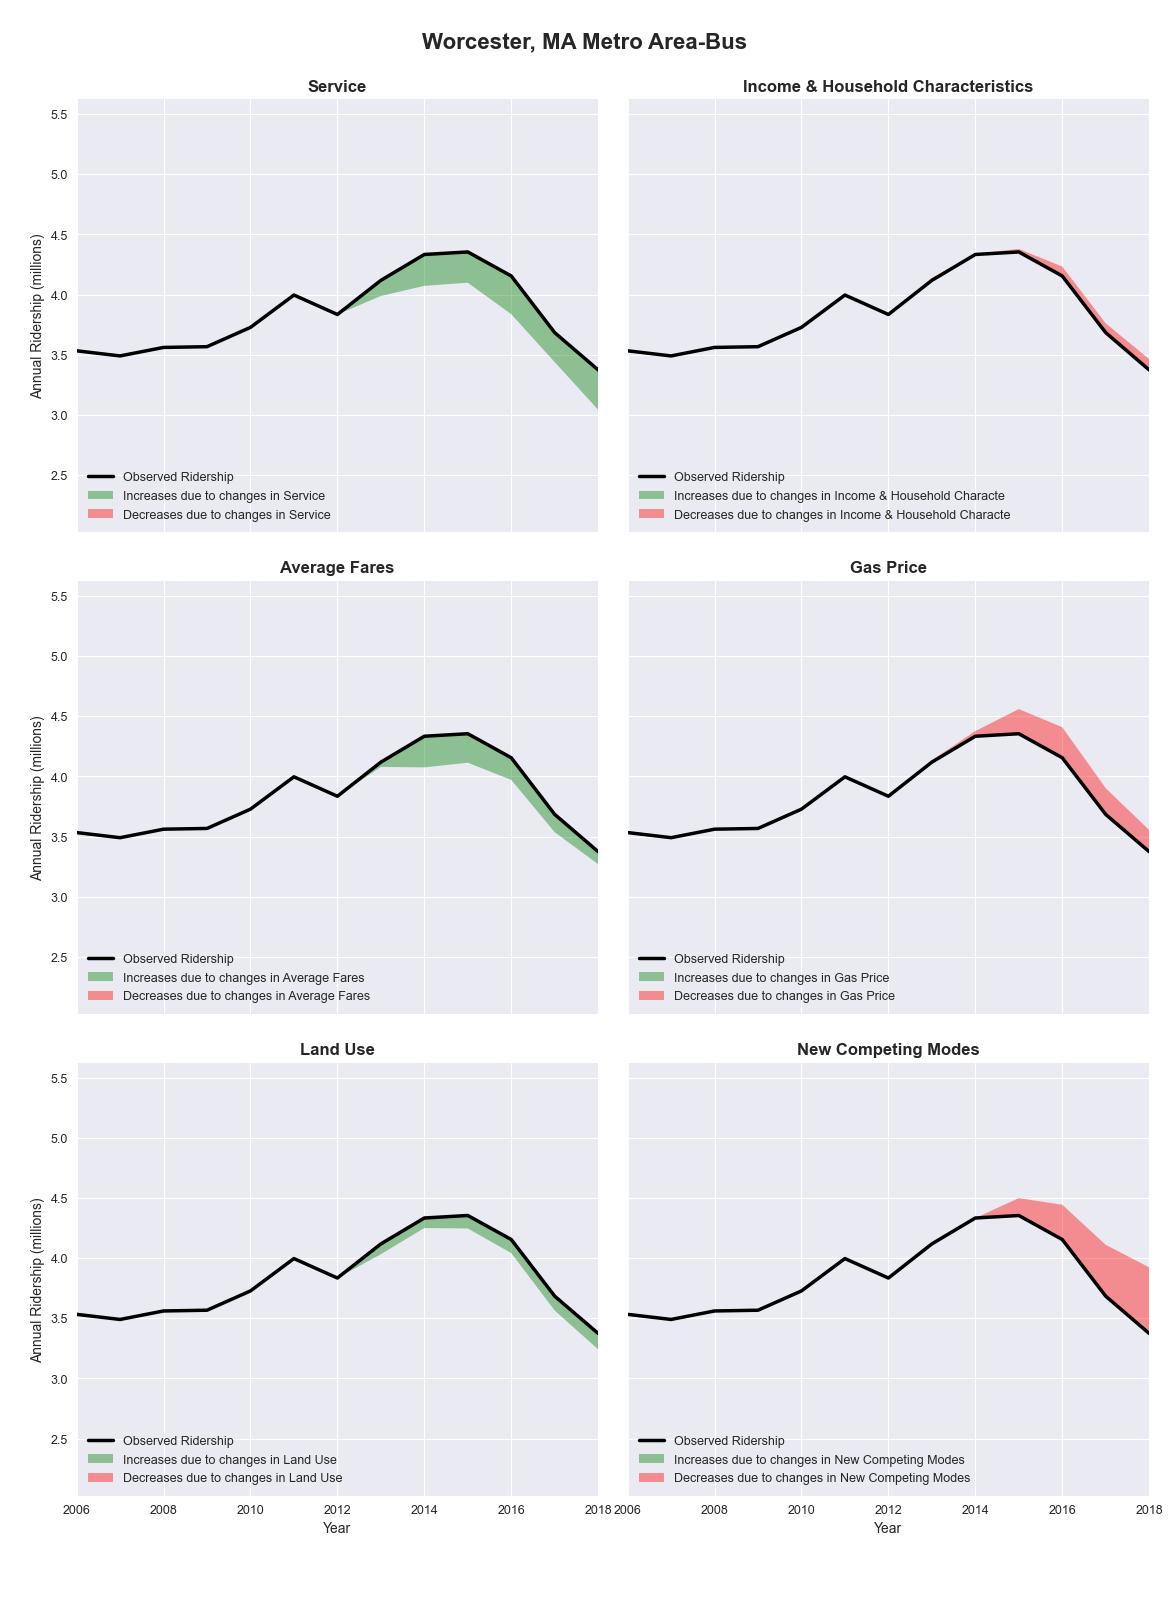 Worcester, MA Metro Area-Bus
Service
Income & Household Characteristics
Annual Ridership (millions)
5.5
5.0
4.5
4.0
3.5
3.0
2.5
Observed Ridership
Increases due to changes in Service
Decreases due to changes in Service
Observed Ridership
Increases due to changes in Income & Household Characte
Decreases due to changes in Income & Household Characte
Average Fares
Gas Price
Annual Ridership (millions)
5.5
5.0
4.5
4.0
3.5
3.0
2.5
Observed Ridership
Increases due to changes in Average Fares
Decreases due to changes in Average Fares
Observed Ridership
Increases due to changes in Gas Price
Decreases due to changes in Gas Price
Land Use
New Competing Modes
Annual Ridership (millions)
5.5
5.0
4.5
4.0
3.5
3.0
2.5
Observed Ridership
Increases due to changes in Land Use
Decreases due to changes in Land Use
Observed Ridership
Increases due to changes in New Competing Modes
Decreases due to changes in New Competing Modes
2006 2008 2010 2012 2014 2016 2018
2006 2008 2010 2012 2014 2016 2018
Year
Year